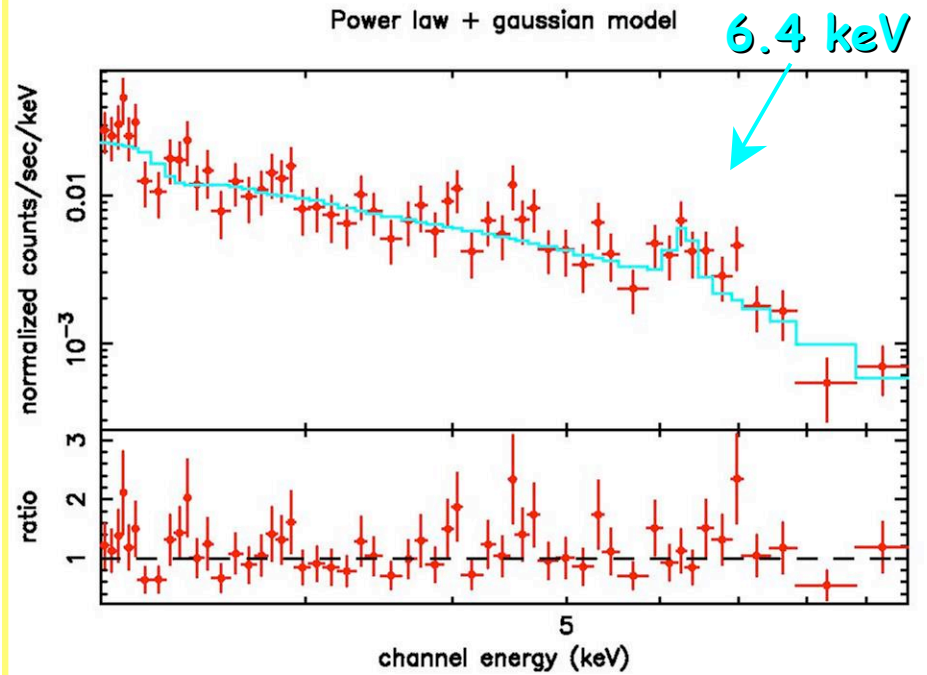 Power law + gaussian model
6.4 keV
normalized counts/sec/keV
0.01
10⁻³
ratio
3
2
1
5
channel energy (keV)